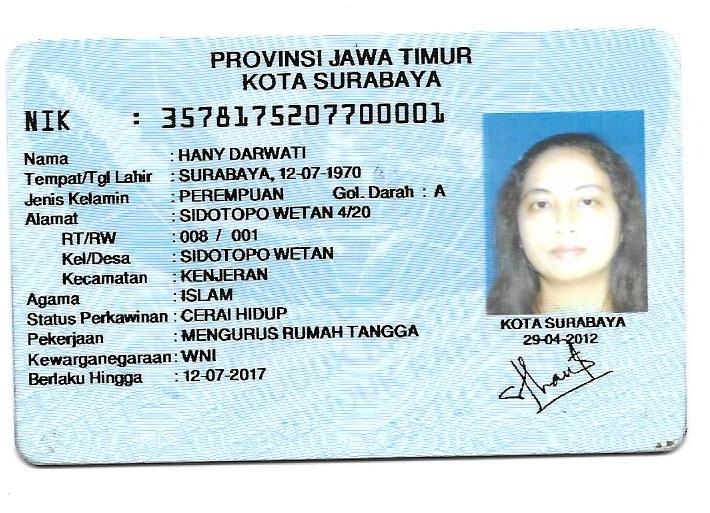 PROVINSI JAWA TIMUR
KOTA SURABAYA
NIK : 3578175207700001
Nama : HANY DARWATI
Tempat/Tgl Lahir : SURABAYA, 12-07-1970
Jenis Kelamin : PEREMPUAN Gol. Darah : A
Alamat : SIDOTOPO WETAN 4/20
RT/RW : 008 / 001
Kel/Desa : SIDOTOPO WETAN
Kecamatan : KENJERAN
Agama : ISLAM
Status Perkawinan : CERAI HIDUP
Pekerjaan : MENGURUS RUMAH TANGGA
Kewarganegaraan : WNI
Berlaku Hingga : 12-07-2017
KOTA SURABAYA
29-04-2012